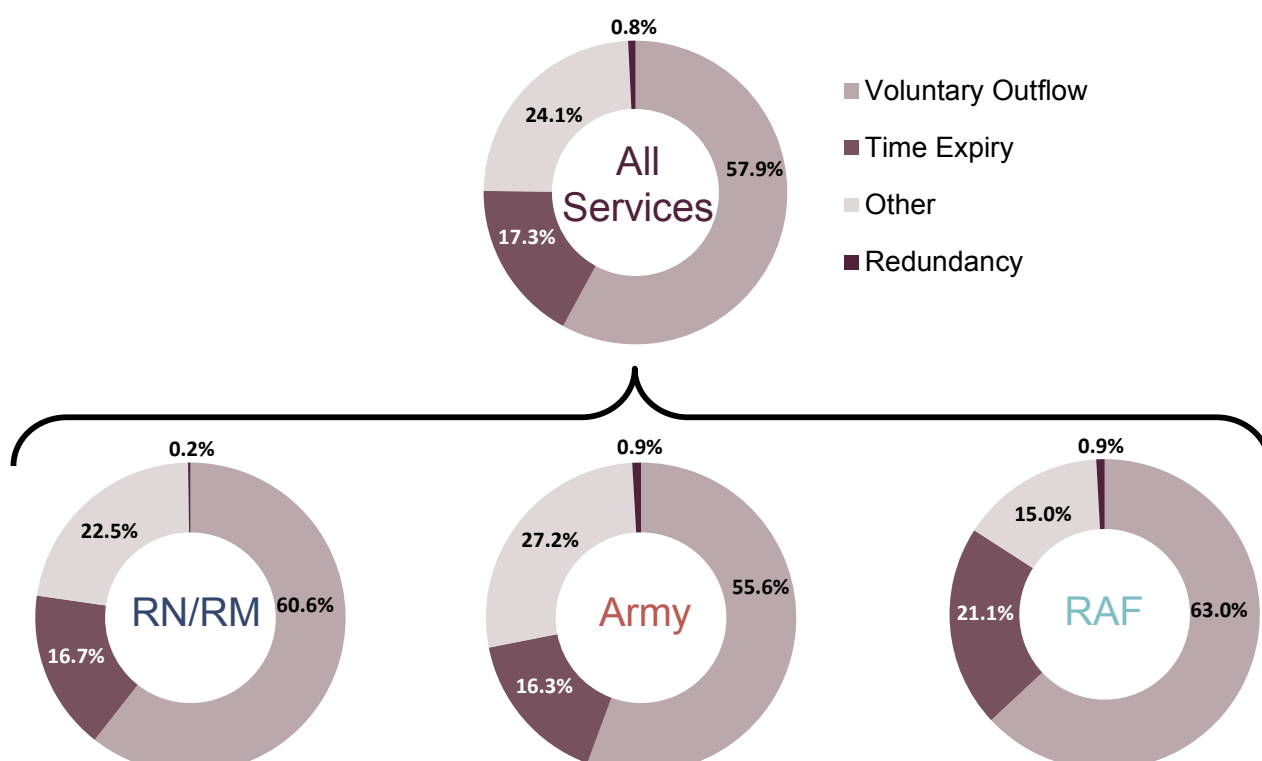 0.8%
24.1%
57.9%
17.3%
All
Services
Voluntary Outflow
Time Expiry
Other
Redundancy
0.2%
22.5%
60.6%
16.7%
RN/RM
0.9%
27.2%
55.6%
16.3%
Army
0.9%
15.0%
63.0%
21.1%
RAF